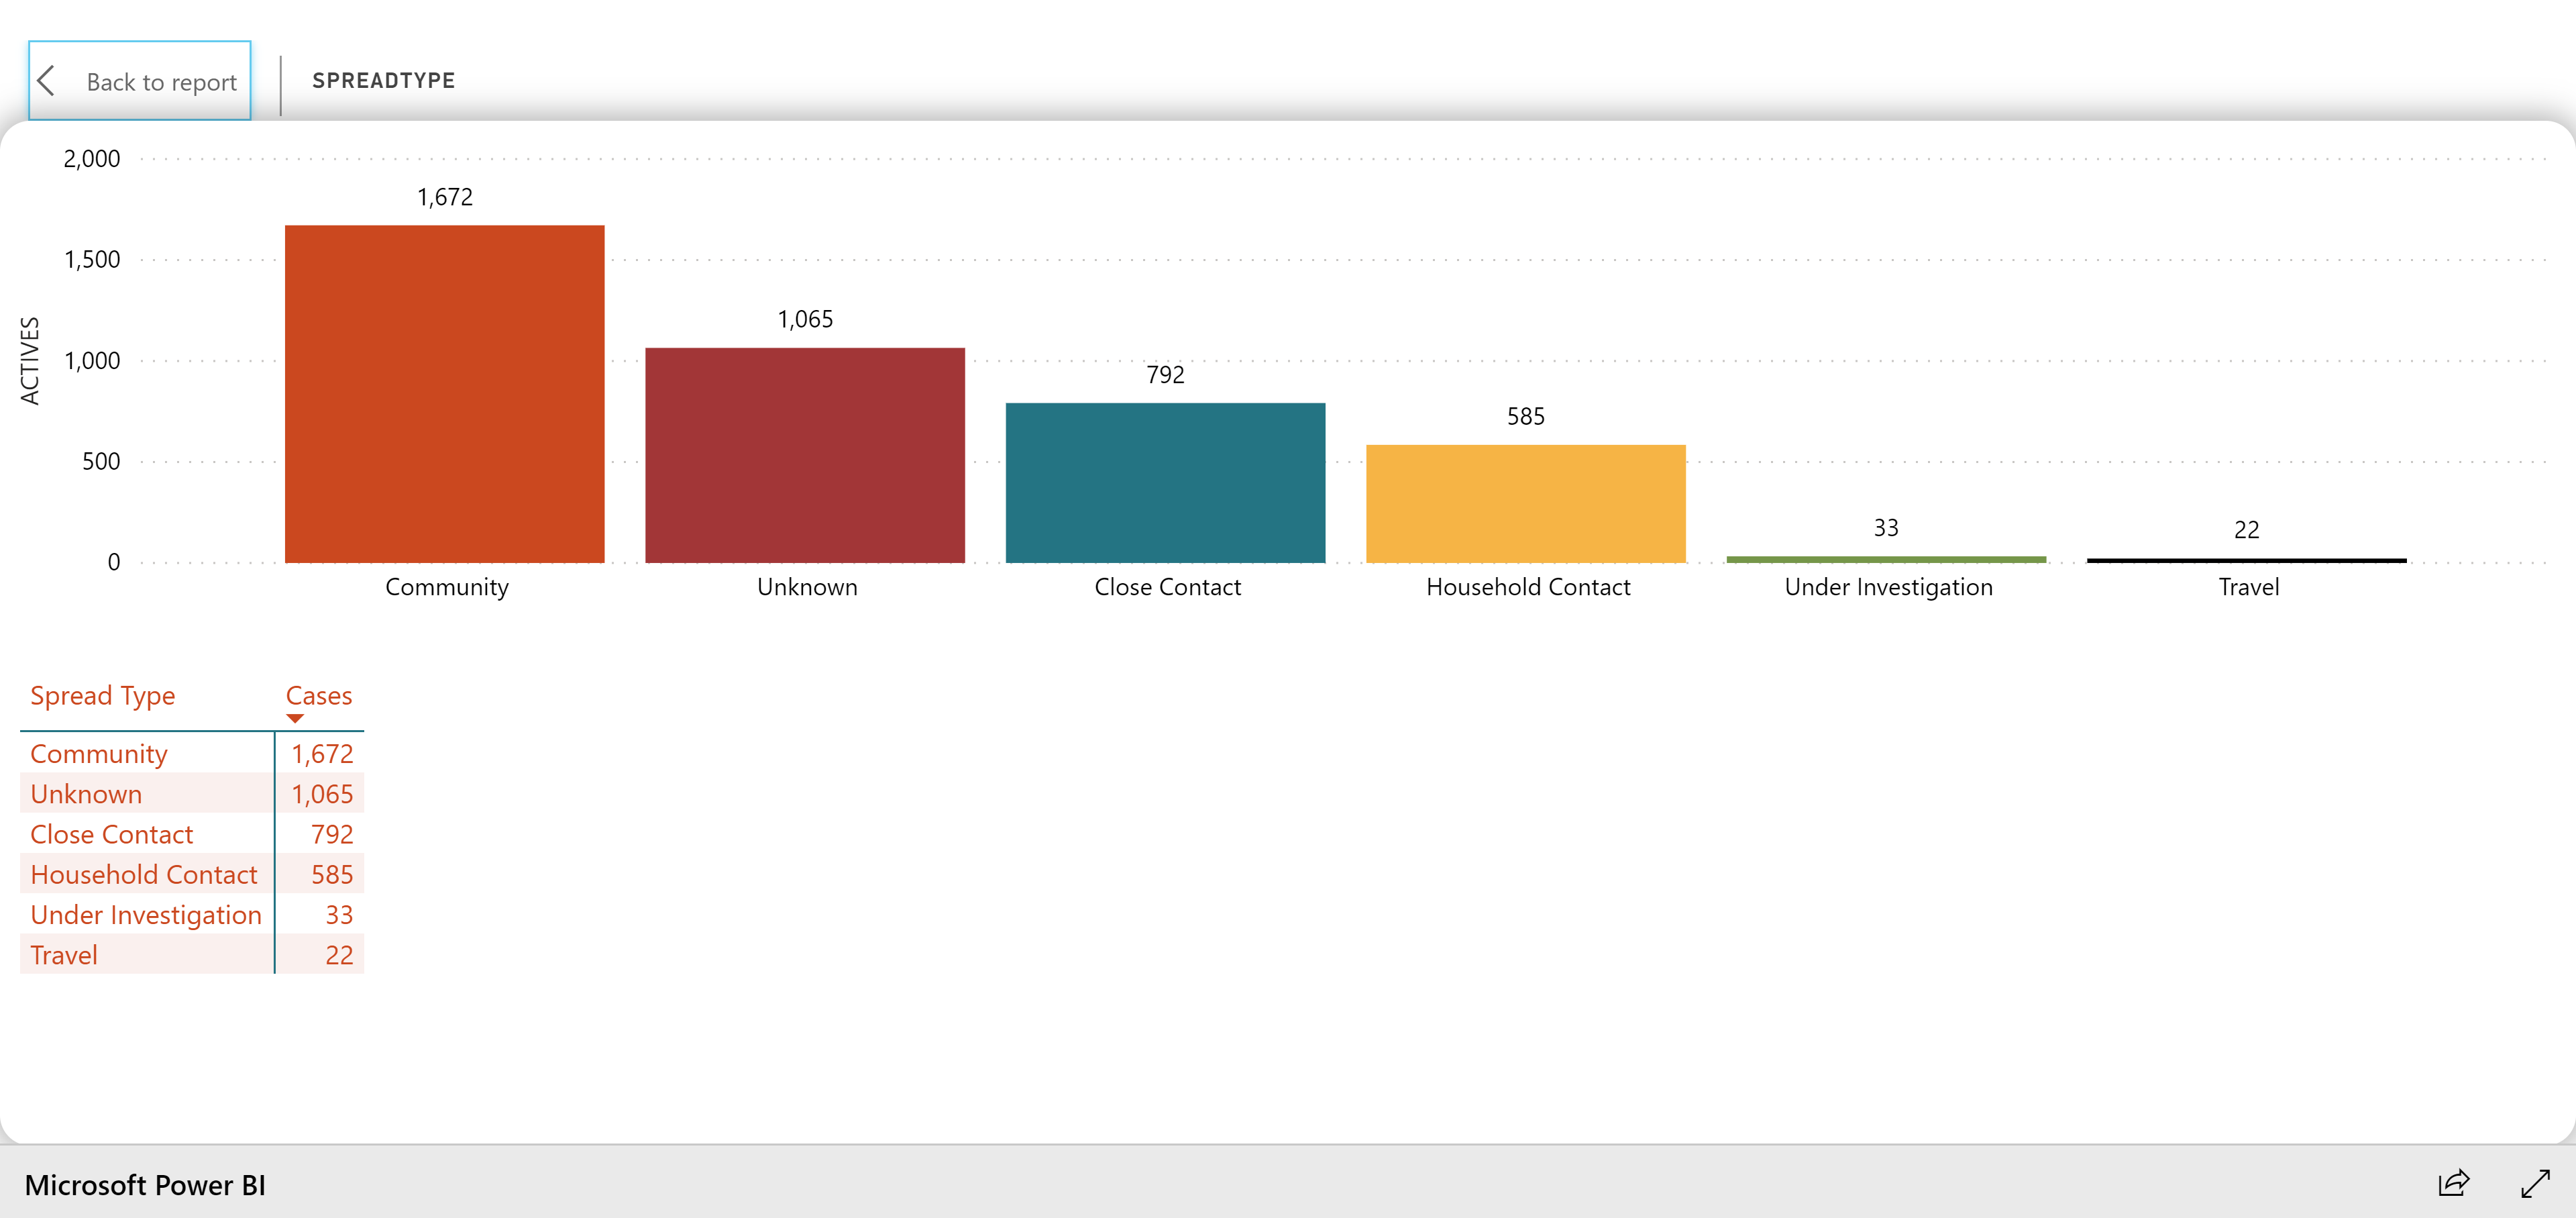 Back to report
SPREADTYPE
2,000
1,500
1,000
500
0
ACTIVES
1,672
1,065
792
585
33
22
Community Unknown Close Contact Household Contact Under Investigation Travel
Spread Type Cases
Community 1,672
Unknown 1,065
Close Contact 792
Household Contact 585
Under Investigation 33
Travel 22
Microsoft Power BI